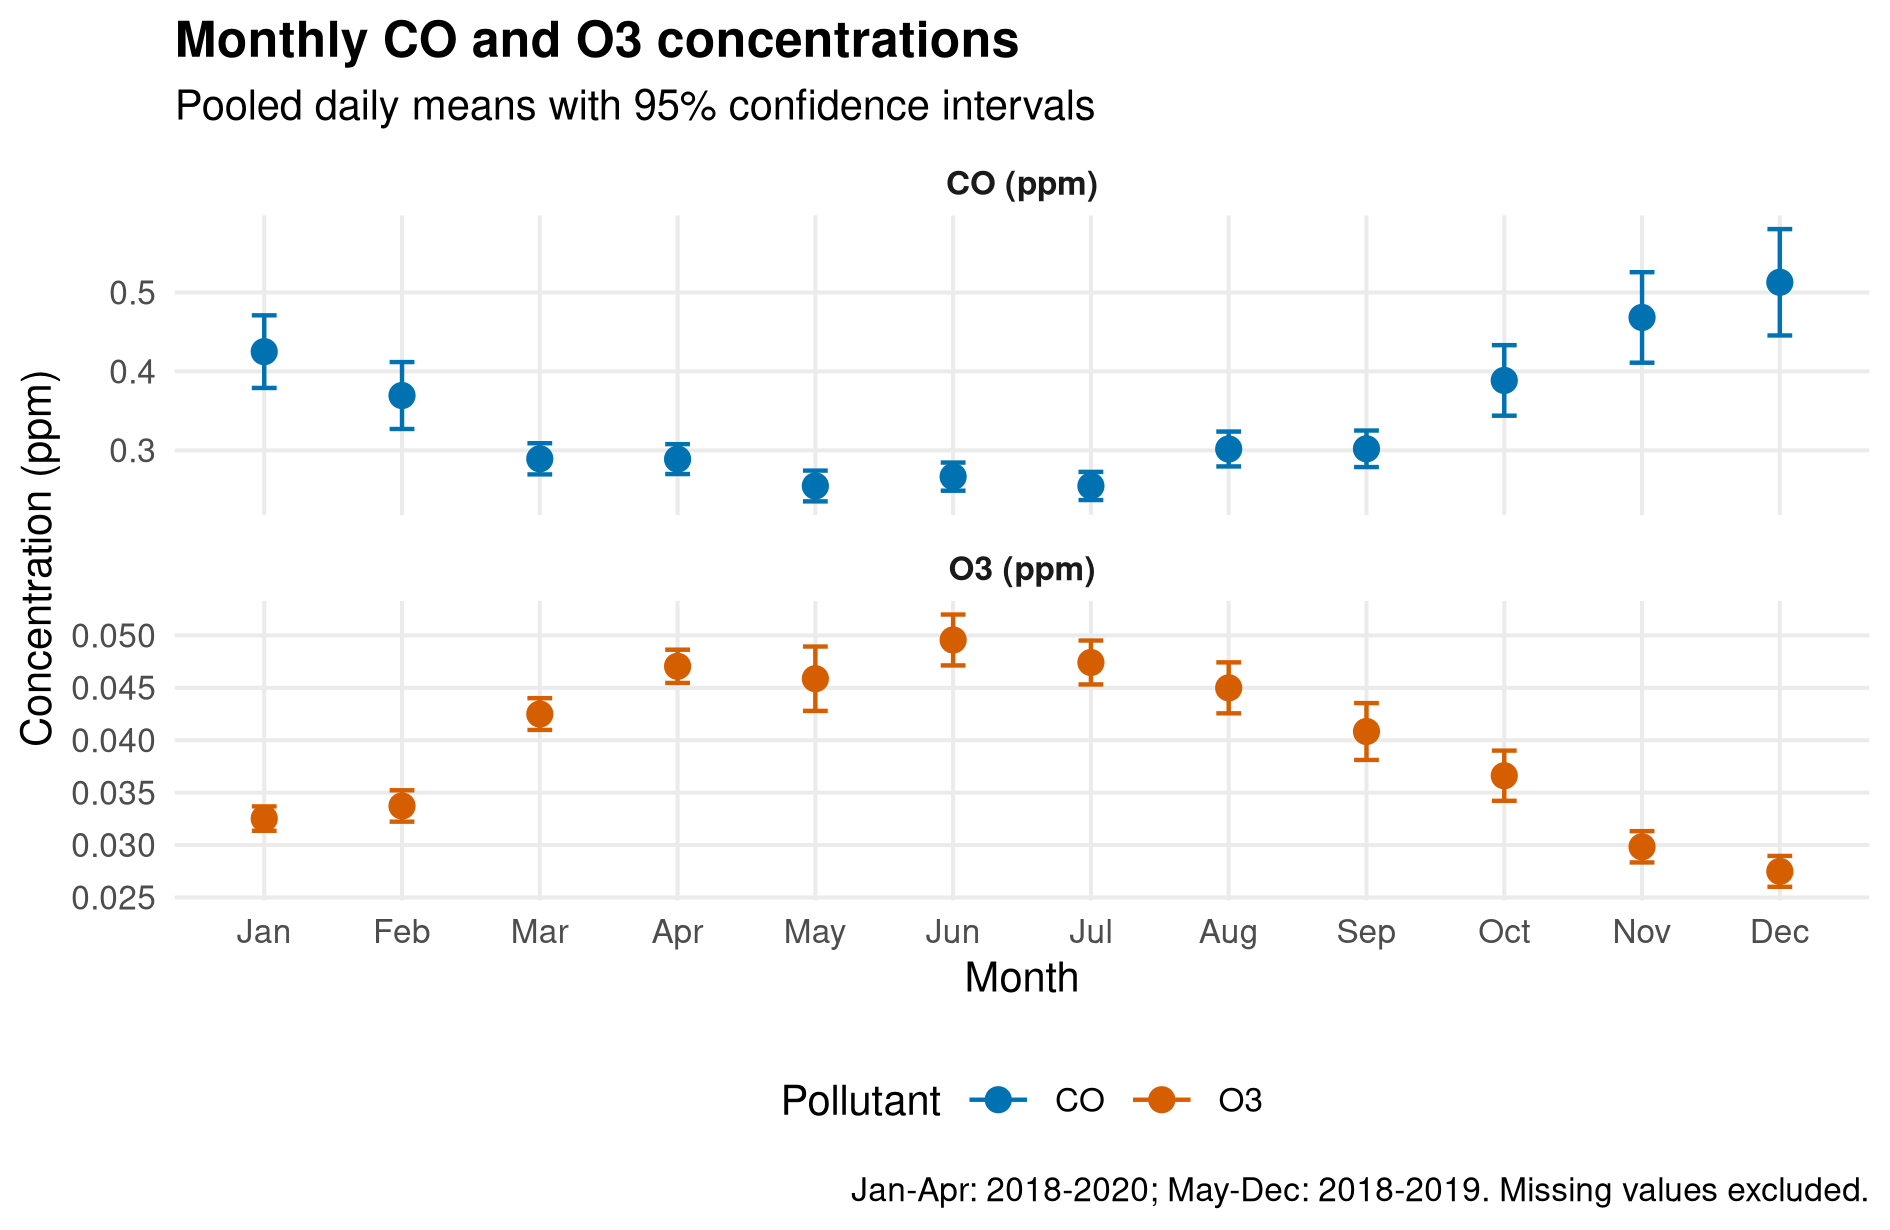 Monthly CO and O3 concentrations
Pooled daily means with 95% confidence intervals
CO (ppm)
0.5
0.4
0.3
Concentration (ppm)
O3 (ppm)
0.050
0.045
0.040
0.035
0.030
0.025
Jan Feb Mar Apr May Jun Jul Aug Sep Oct Nov Dec
Month
Pollutant CO O3
Jan-Apr: 2018-2020; May-Dec: 2018-2019. Missing values excluded.